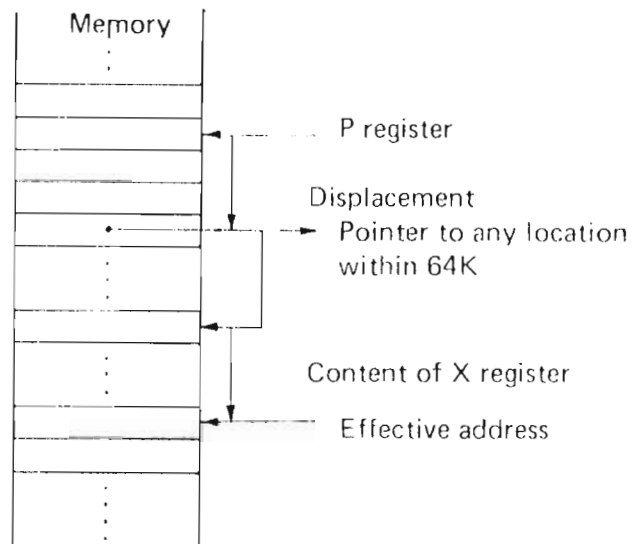 Memory
P register
Displacement
Pointer to any location
within 64K
Content of X register
Effective address